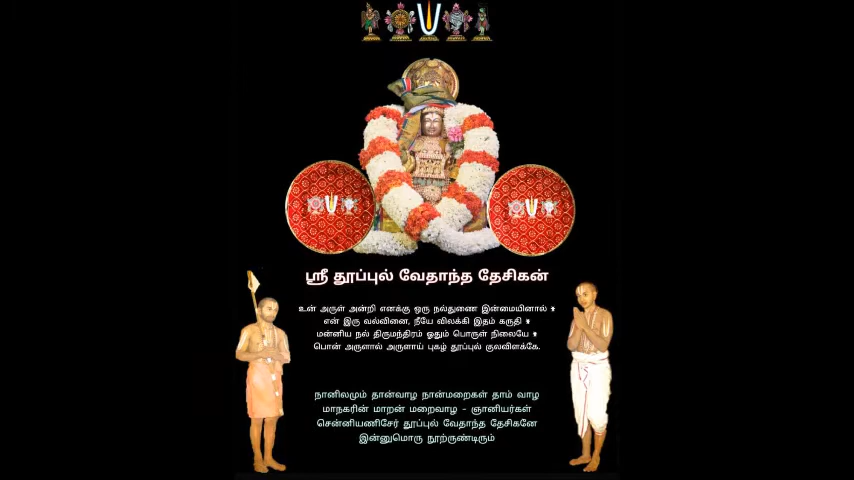 ஸ்ரீ தூப்புல் வேதாந்த தேசிகன்
உன் அருள் அன்றி எனக்கு ஒரு நல்துணை இன்மையினால் *
என் இரு வல்வினை, நீயே விலக்கி இதம் கருதி *
மன்னிய நல் திருமந்திரம் ஓதும் பொருள் நிலையே *
பொன் அருளால் அருளாய் புகழ் தூப்புல் குலவிளக்கே.
நானிலமும் தான்வாழ நான்மறைகள் தாம் வாழ
மாநகரின் மாறன் மறைவாழ - ஞானியர்கள்
சென்னியணிசேர் தூப்புல் வேதாந்த தேசிகனே
இன்னுமொரு நூற்ருண்டிரும்